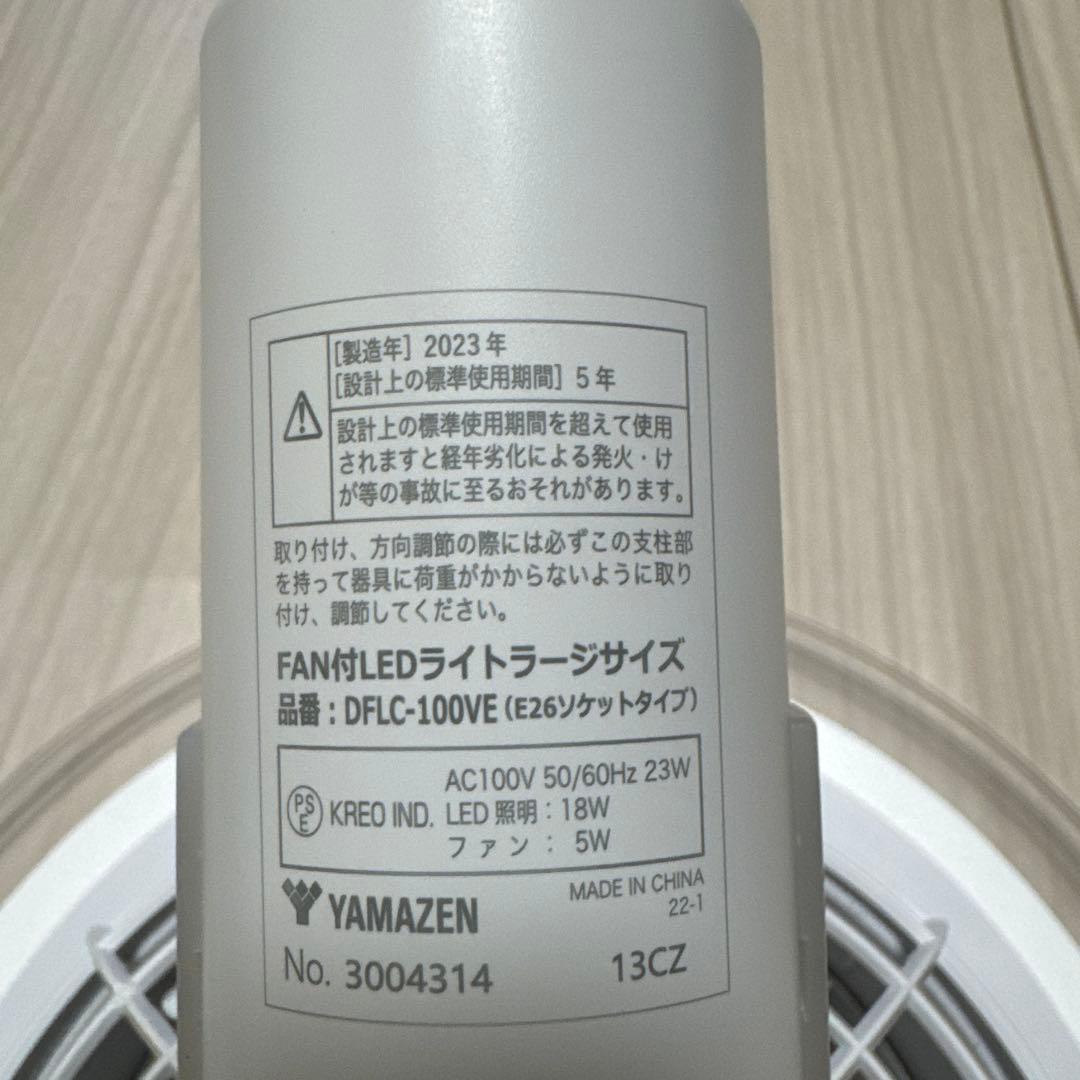 [製造年] 2023年
[設計上の標準使用期間] 5年
設計上の標準使用期間を超えて使用
されますと経年劣化による発火・け
が等の事故に至るおそれがあります。
取り付け、方向調節の際には必ずこの支柱部
を持って器具に荷重がかからないように取り
付け、調節してください。
FAN付LEDライトラージサイズ
品番：DFLC-100VE（E26ソケットタイプ）
AC100V 50/60Hz 23W
PSE KREO IND. LED 照明：18W
ファン： 5W
YAMAZEN
MADE IN CHINA
22-1
No. 3004314
13CZ